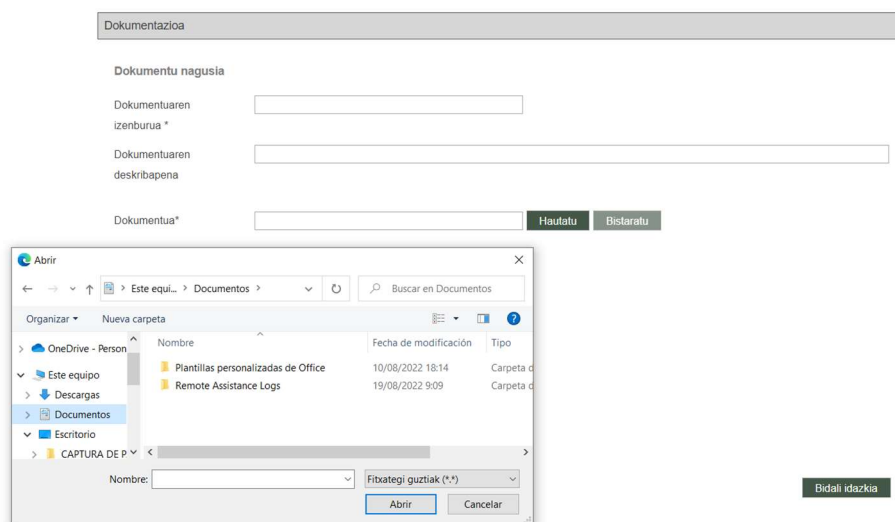 Dokumentazioa
Dokumentu nagusia
Dokumentuaren
izenburua *
Dokumentuaren
deskribapena
Dokumentua*
Hautatu
Bistaratu
Abrir
Este equi... > Documentos >
Buscar en Documentos
Organizar
Nueva carpeta
Nombre
Fecha de modificación
Tipo
OneDrive - Person
Este equipo
Descargas
Documentos
Escritorio
CAPTURA DE P
Plantillas personalizadas de Office
10/08/2022 18:14
Carpeta d
Remote Assistance Logs
19/08/2022 9:09
Carpeta d
Nombre:
Fitxategi guztiak (*.*)
Abrir
Cancelar
Bidali idazkia